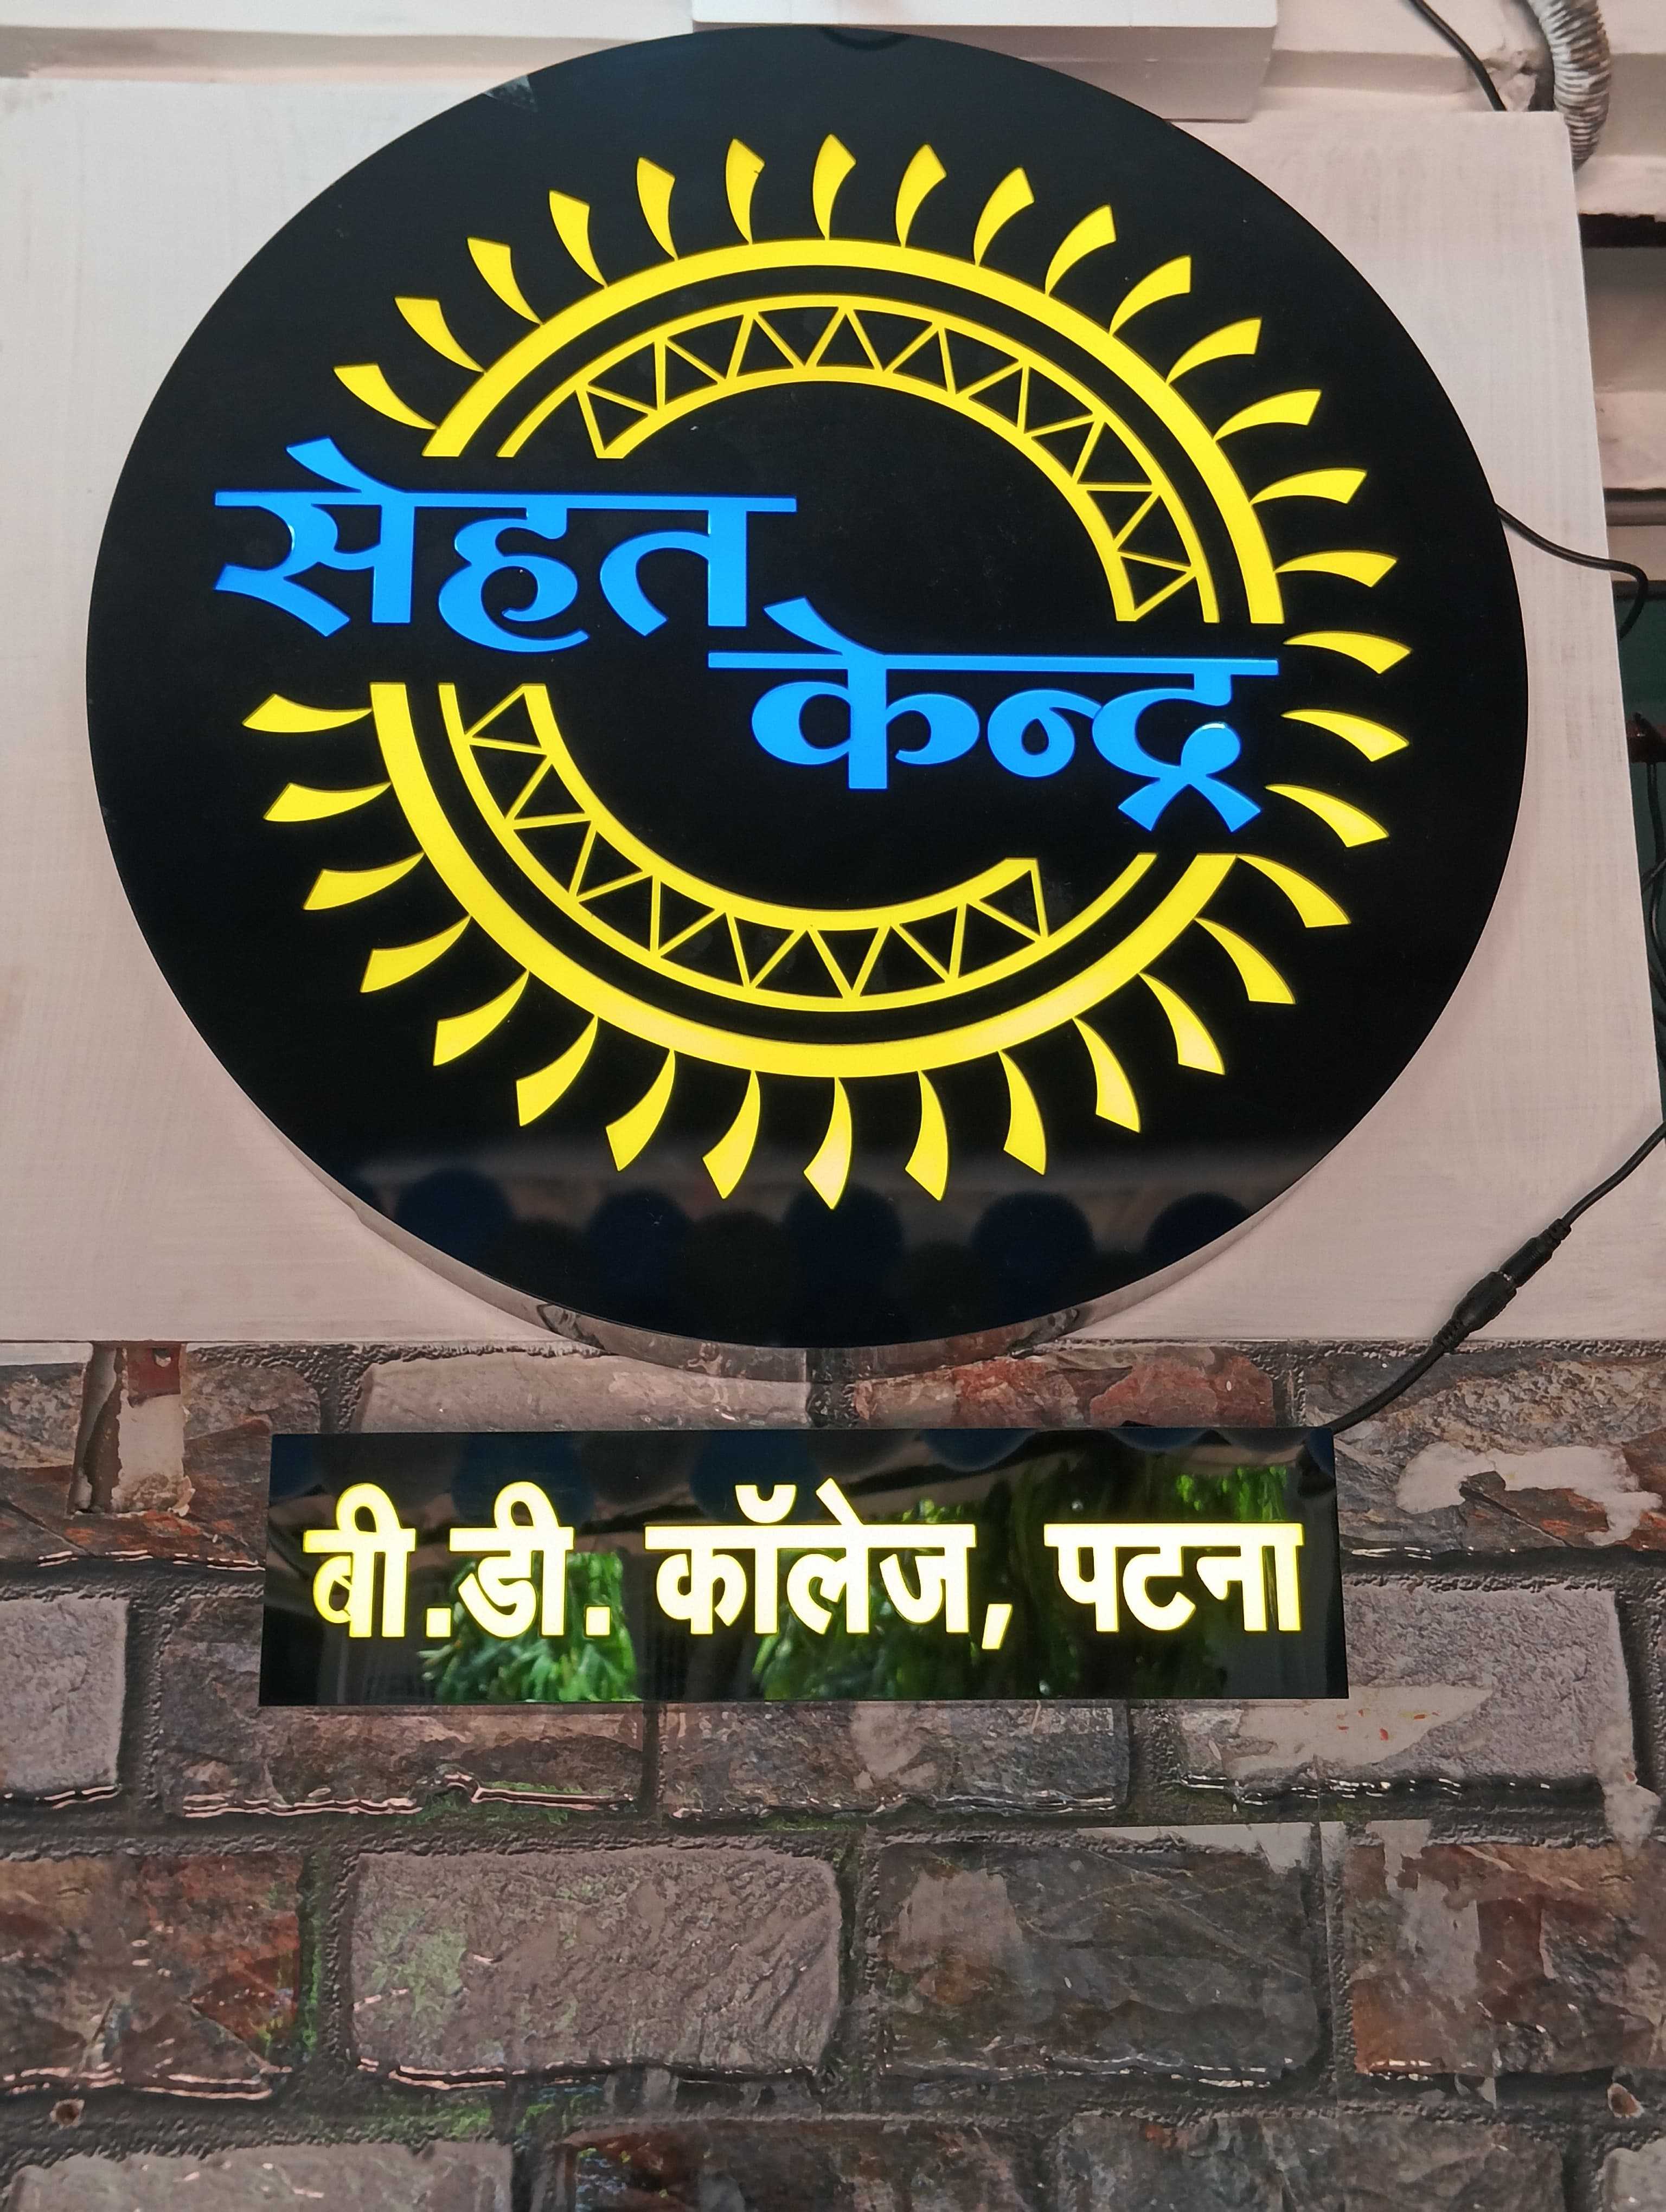 सेहत
केन्द्र
बी.डी. कॉलेज, पटना